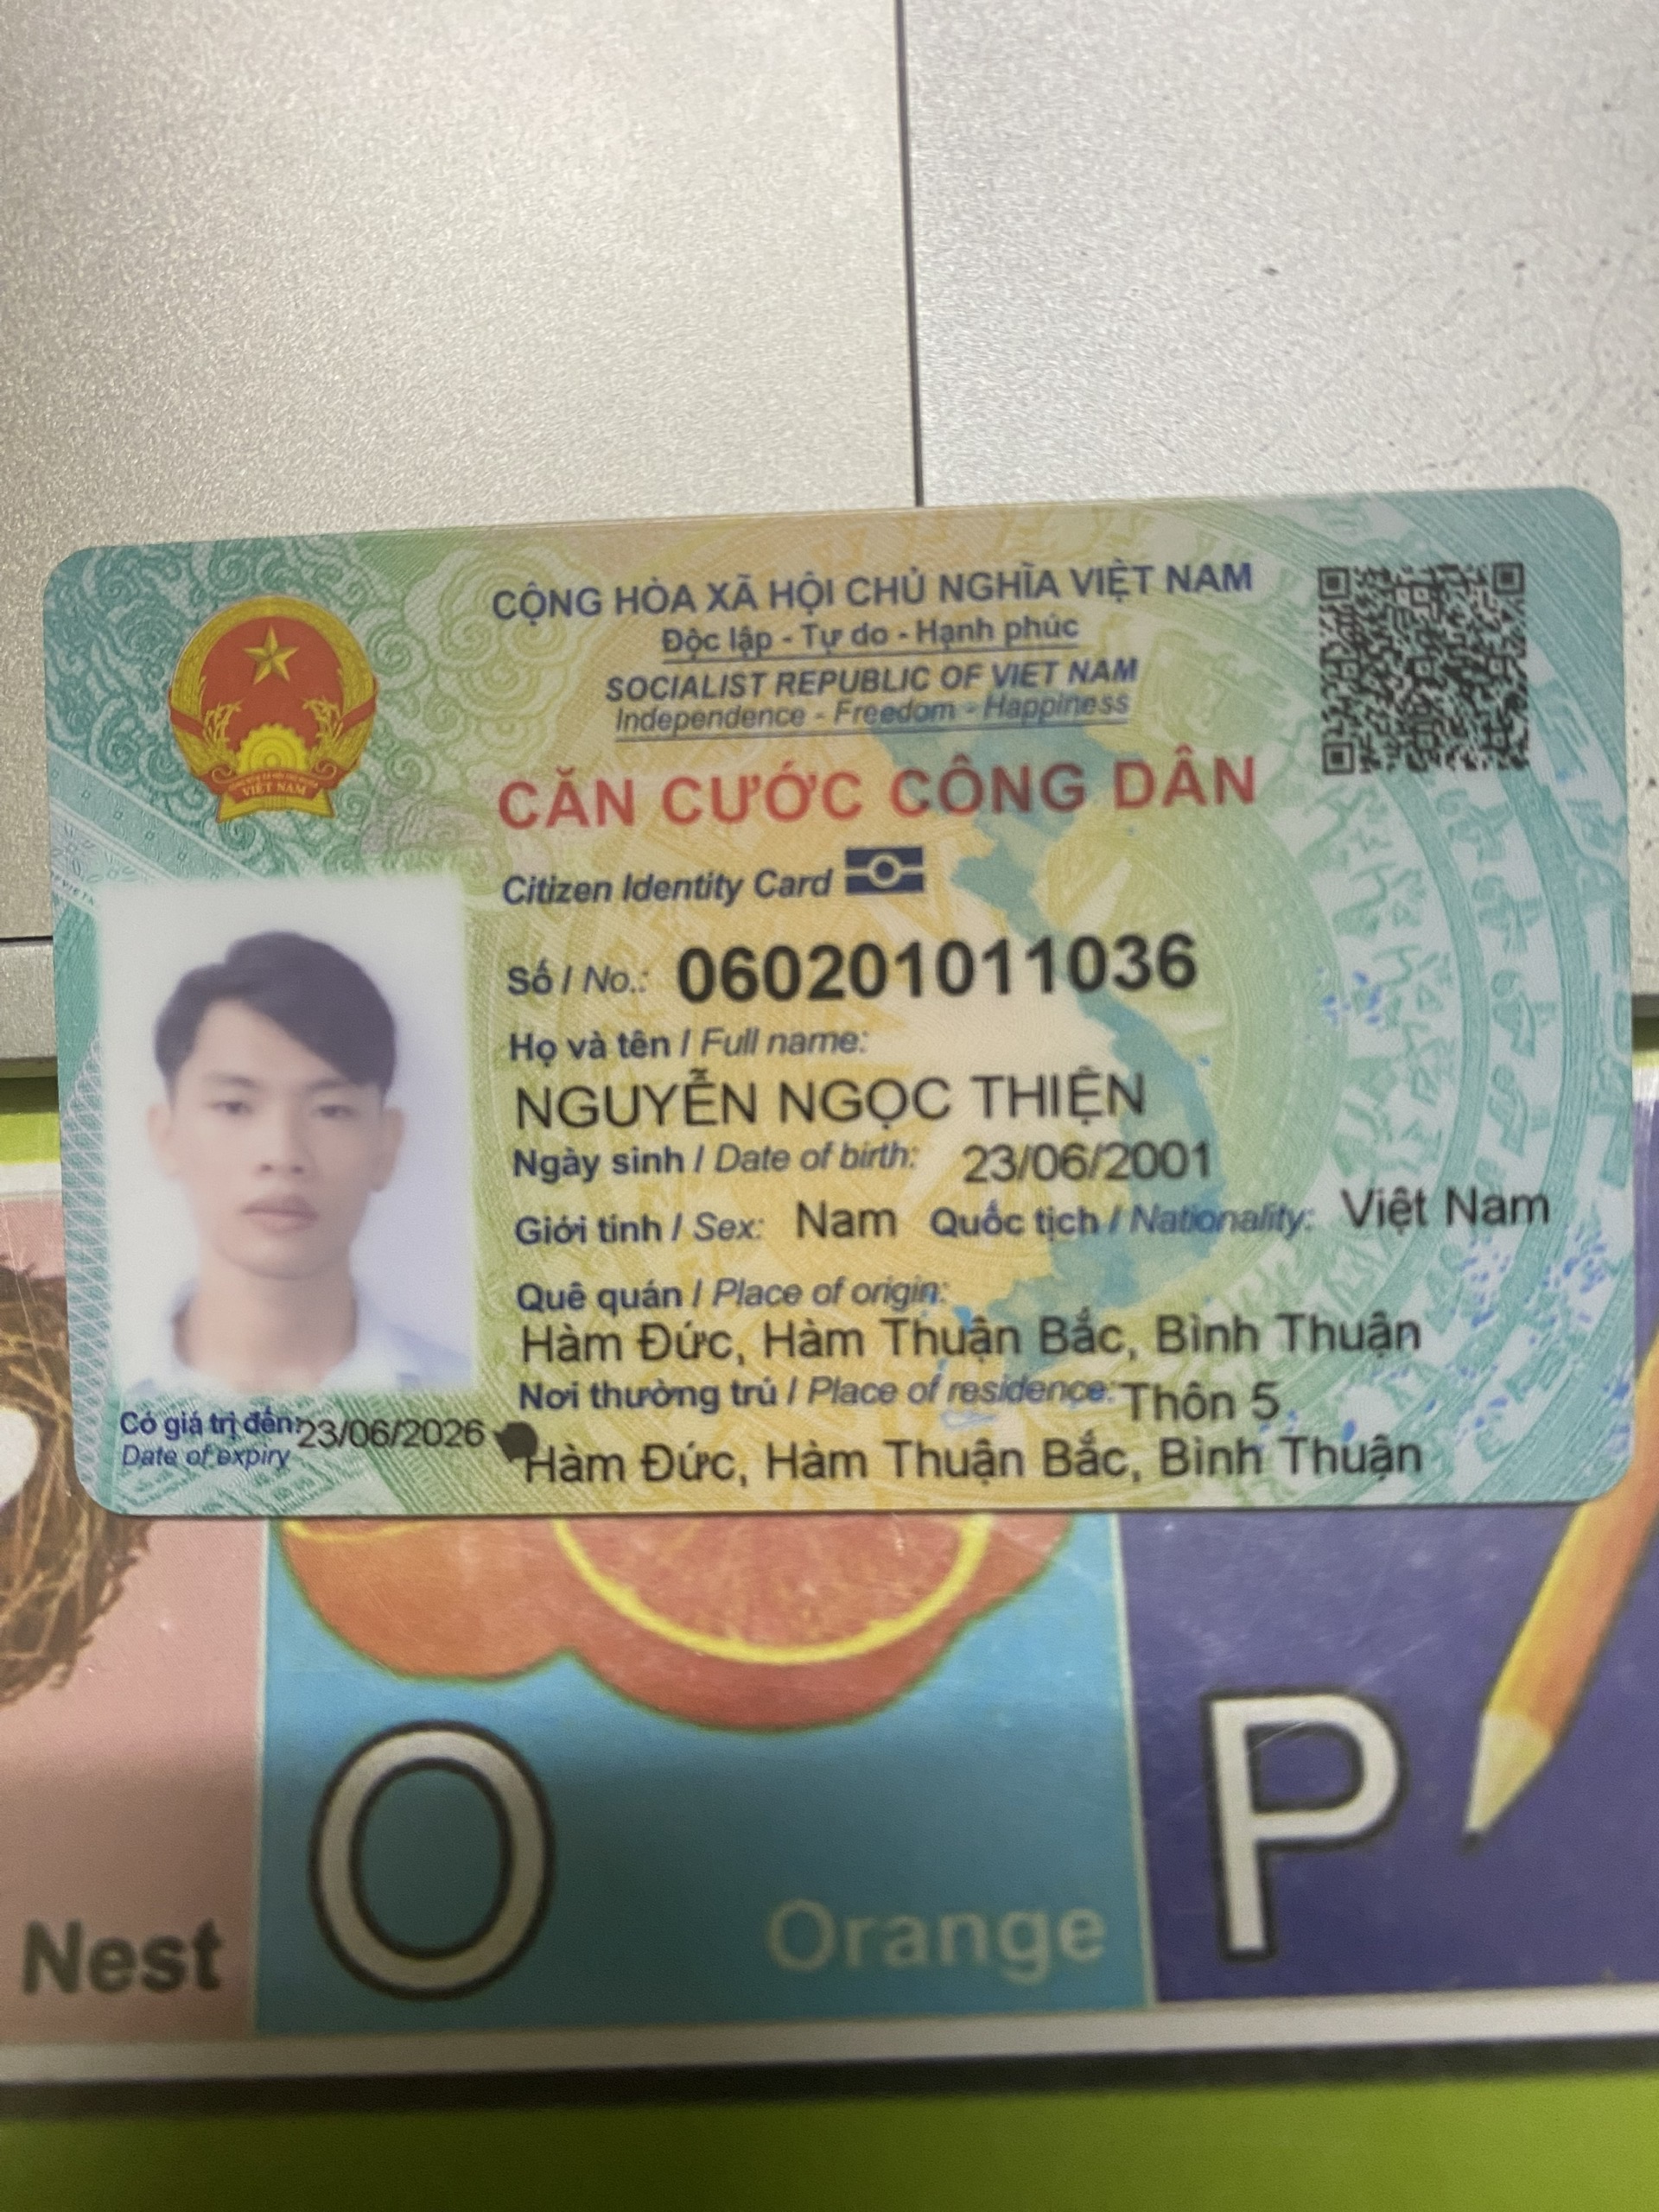 CỘNG HÒA XÃ HỘI CHỦ NGHĨA VIỆT NAM
Độc lập - Tự do - Hạnh phúc
SOCIALIST REPUBLIC OF VIET NAM
Independence - Freedom - Happiness
VIỆT NAM
CĂN CƯỚC CÔNG DÂN
Citizen Identity Card
Số / No.: 060201011036
Họ và tên / Full name:
NGUYỄN NGỌC THIỆN
Ngày sinh / Date of birth: 23/06/2001
Giới tính / Sex: Nam Quốc tịch / Nationality: Việt Nam
Quê quán / Place of origin:
Hàm Đức, Hàm Thuận Bắc, Bình Thuận
Nơi thường trú / Place of residence: Thôn 5
Hàm Đức, Hàm Thuận Bắc, Bình Thuận
Có giá trị đến: 23/06/2026
Date of expiry
Nest
O
Orange
P